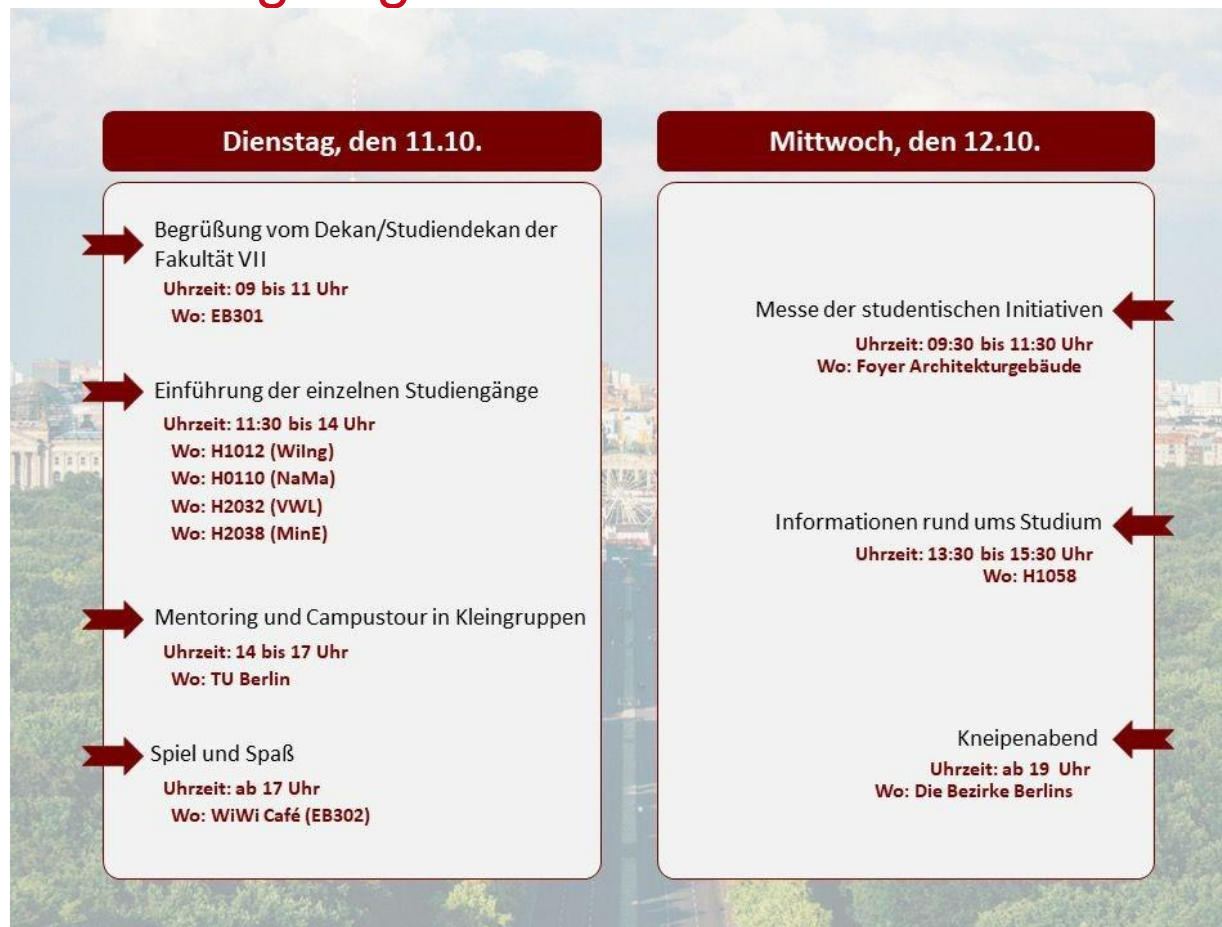 Dienstag, den 11.10.
Begrüßung vom Dekan/Studiendekan der
Fakultät VII
Uhrzeit: 09 bis 11 Uhr
Wo: EB301
Einführung der einzelnen Studiengänge
Uhrzeit: 11:30 bis 14 Uhr
Wo: H1012 (WiIng)
Wo: H0110 (NaMa)
Wo: H2032 (VWL)
Wo: H2038 (MinE)
Mentoring und Campustour in Kleingruppen
Uhrzeit: 14 bis 17 Uhr
Wo: TU Berlin
Spiel und Spaß
Uhrzeit: ab 17 Uhr
Wo: WiWi Café (EB302)
Mittwoch, den 12.10.
Messe der studentischen Initiativen
Uhrzeit: 09:30 bis 11:30 Uhr
Wo: Foyer Architekturgebäude
Informationen rund ums Studium
Uhrzeit: 13:30 bis 15:30 Uhr
Wo: H1058
Kneipenabend
Uhrzeit: ab 19 Uhr
Wo: Die Bezirke Berlins